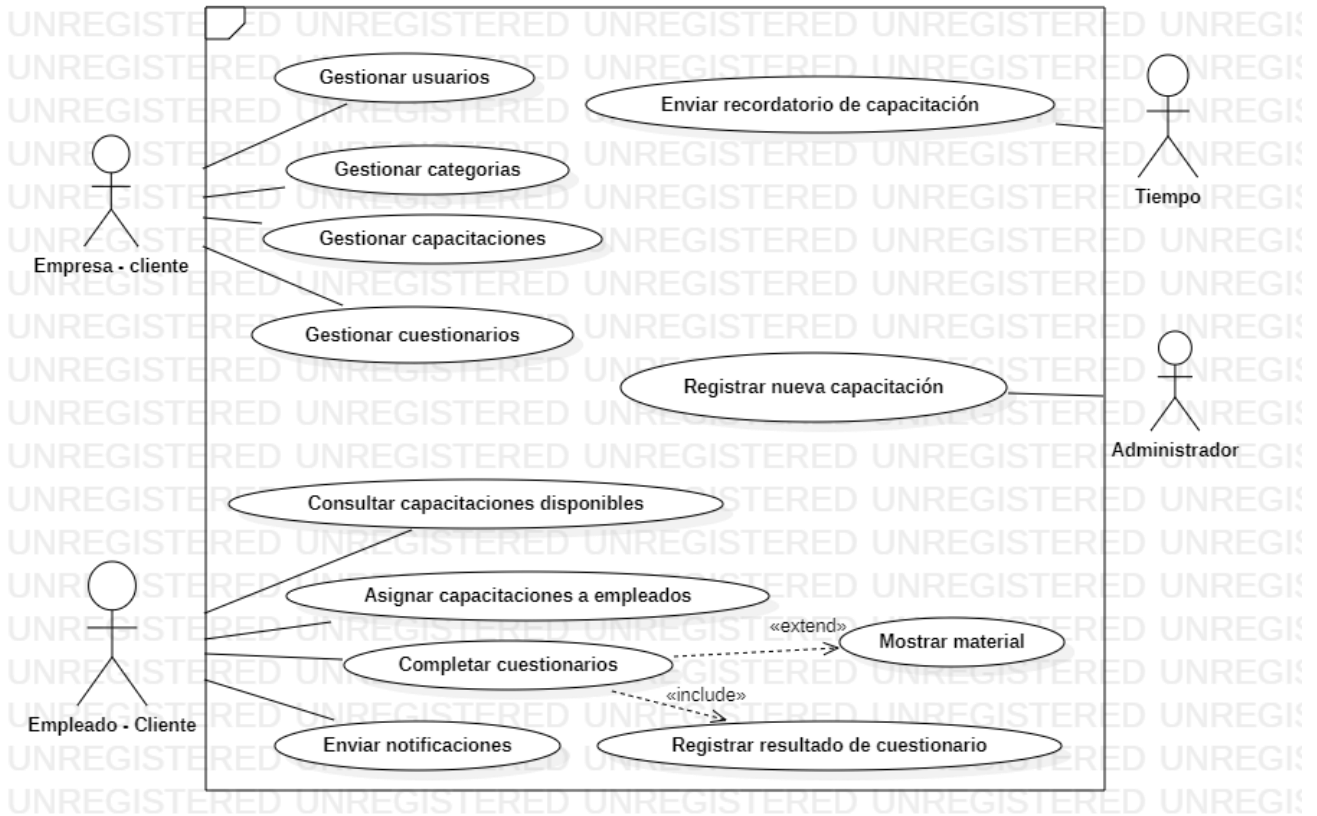 Gestionar usuarios
Enviar recordatorio de capacitación
Gestionar categorias
Tiempo
Gestionar capacitaciones
Empresa - cliente
Gestionar cuestionarios
Registrar nueva capacitación
Administrador
Consultar capacitaciones disponibles
Asignar capacitaciones a empleados
«extend»
Mostrar material
Completar cuestionarios
«include»
Empleado - Cliente
Enviar notificaciones
Registrar resultado de cuestionario
UNREGISTERED